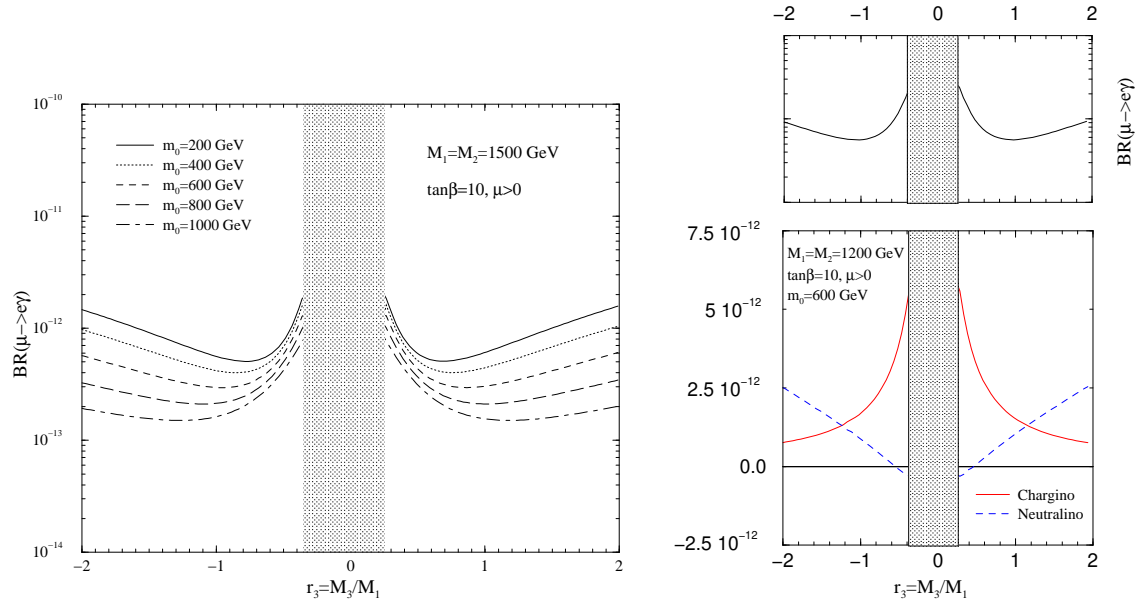 10⁻¹⁰
10⁻¹¹
10⁻¹²
10⁻¹³
10⁻¹⁴
BR(μ−>eγ)
m₀=200 GeV
m₀=400 GeV
m₀=600 GeV
m₀=800 GeV
m₀=1000 GeV
M₁=M₂=1500 GeV
tanβ=10, μ>0
−2 −1 0 1 2
r₃=M₃/M₁
−2 −1 0 1 2
BR(μ−>eγ)
7.5 10⁻¹²
5 10⁻¹²
2.5 10⁻¹²
0.0
−2.5 10⁻¹²
M₁=M₂=1200 GeV
tanβ=10, μ>0
m₀=600 GeV
Chargino
Neutralino
−2 −1 0 1 2
r₃=M₃/M₁